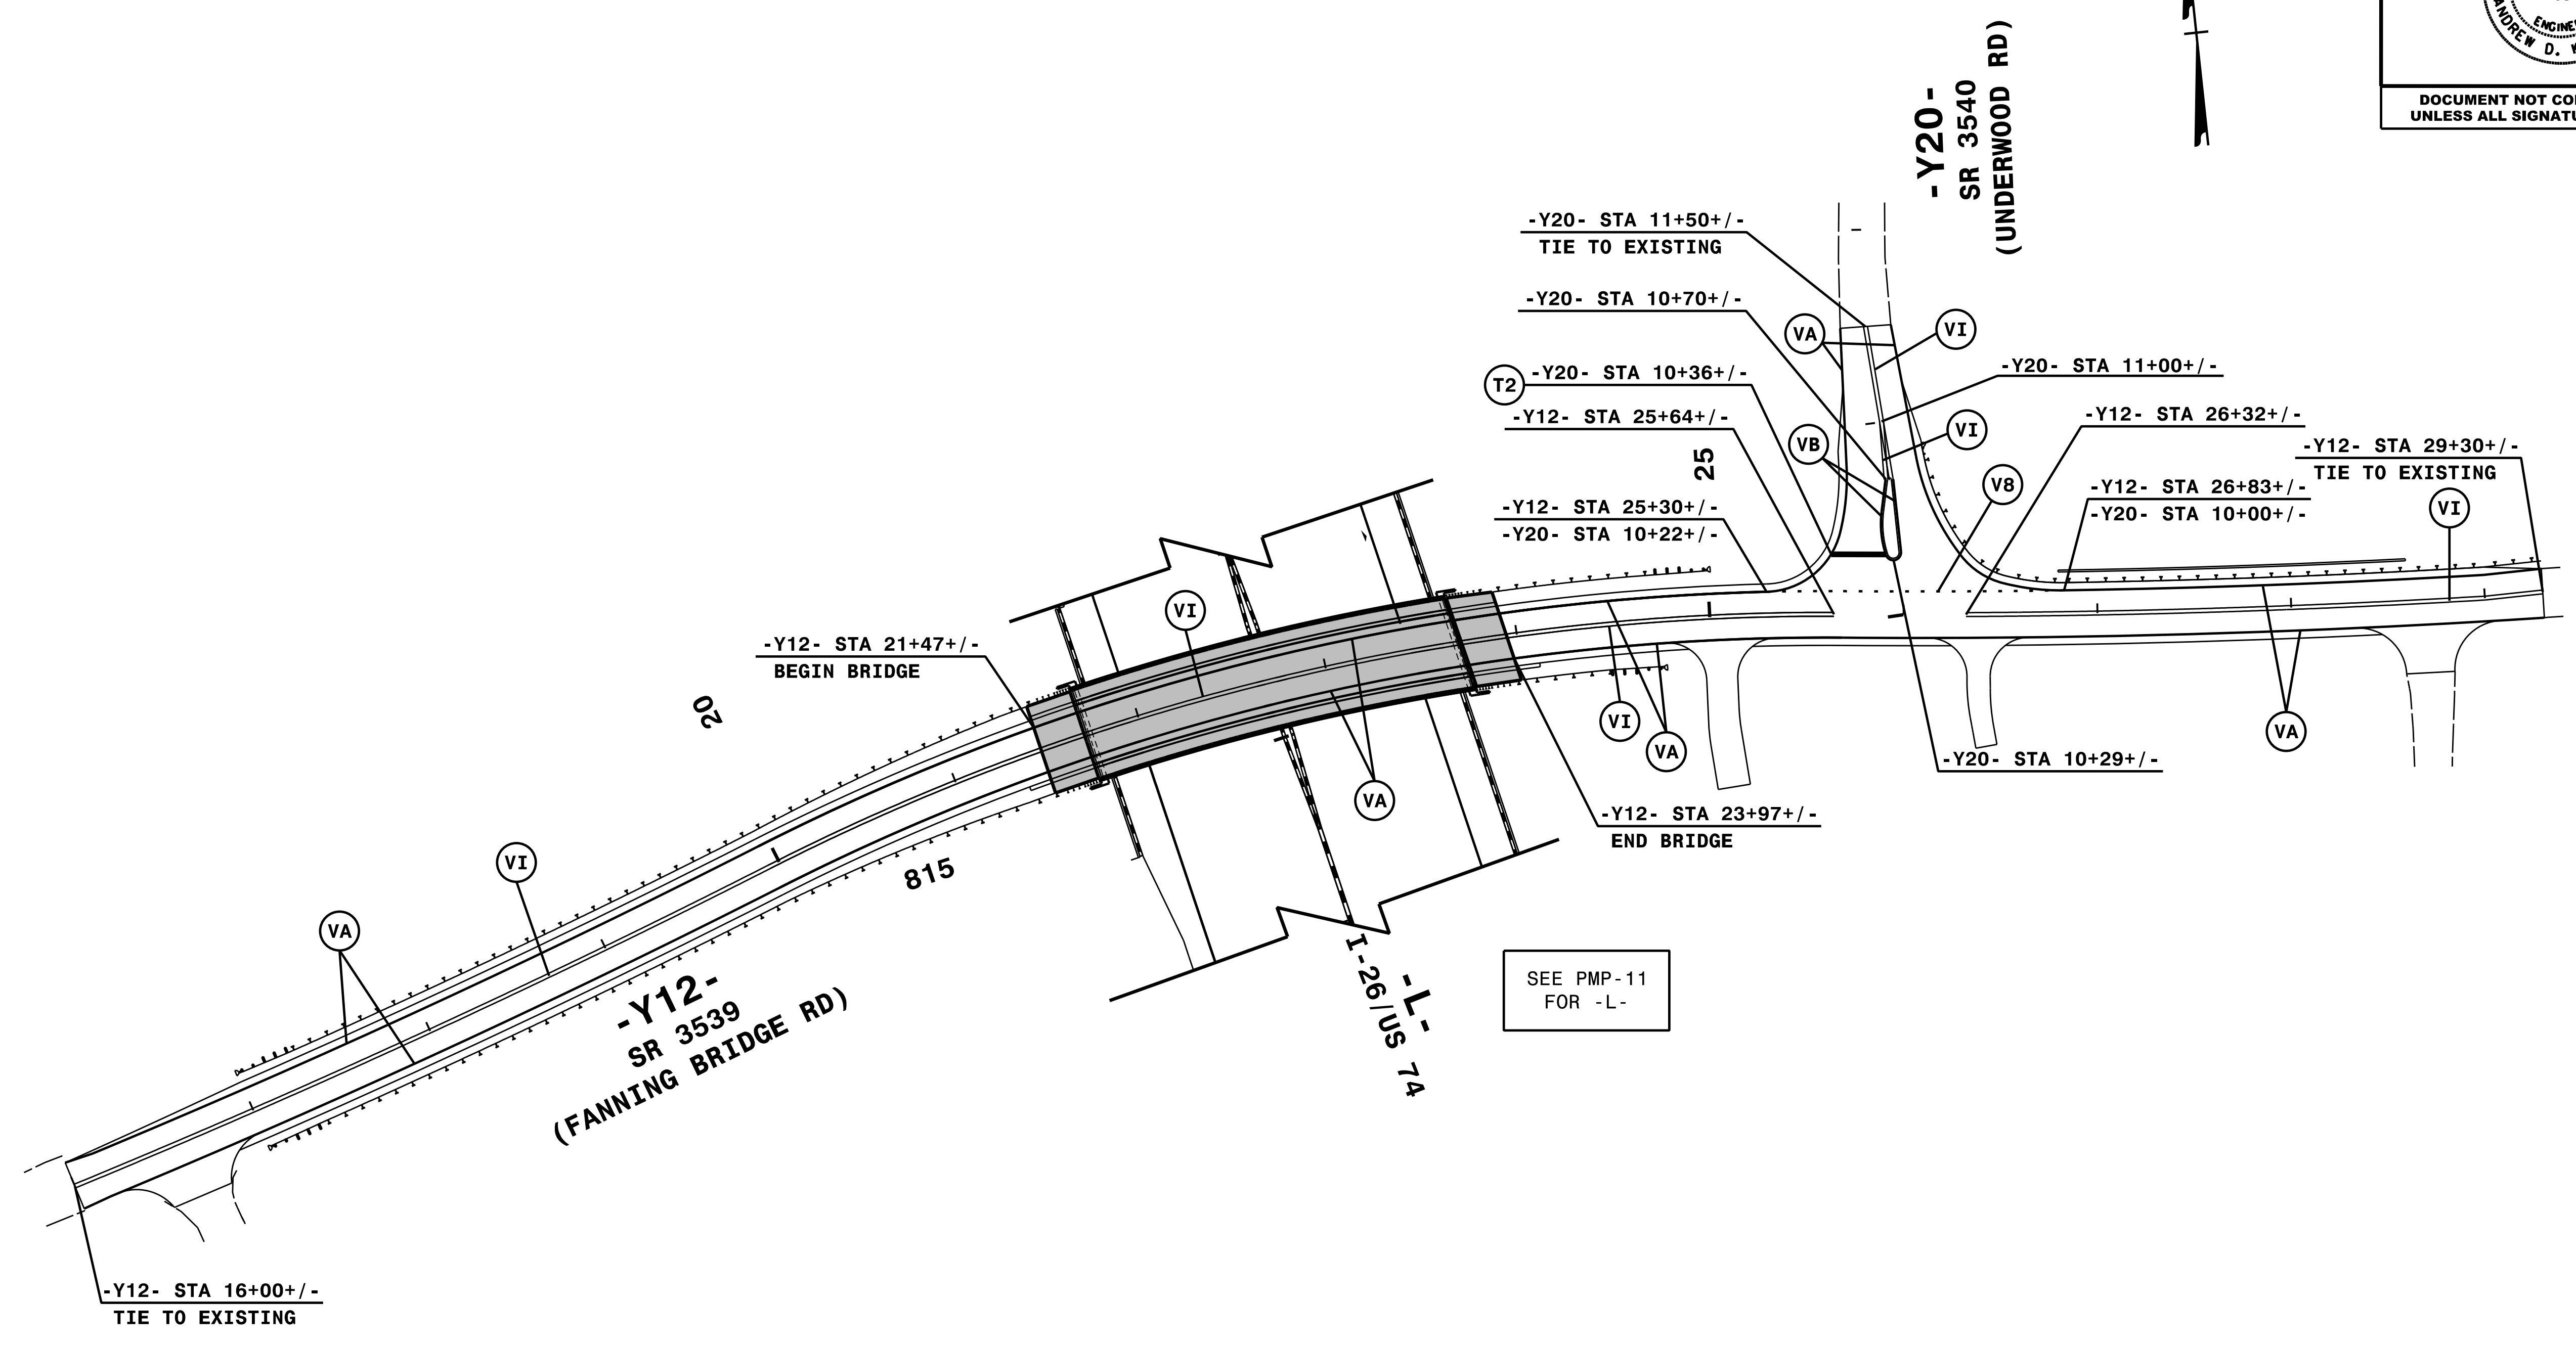 ENGINE
ANDREW D.
DOCUMENT NOT CO
UNLESS ALL SIGNAT
-Y20-
SR 3540
(UNDERWOOD RD)
-Y20- STA 11+50+/-
TIE TO EXISTING
-Y20- STA 10+70+/-
VA
VI
-Y20- STA 11+00+/-
T2
-Y20- STA 10+36+/-
-Y12- STA 25+64+/-
25
VB
VI
-Y12- STA 26+32+/-
-Y12- STA 29+30+/-
TIE TO EXISTING
-Y12- STA 25+30+/-
-Y20- STA 10+22+/-
V8
-Y12- STA 26+83+/-
-Y20- STA 10+00+/-
VI
VI
-Y12- STA 21+47+/-
BEGIN BRIDGE
20
VI
VA
VA
-Y20- STA 10+29+/-
VA
-Y12- STA 23+97+/-
END BRIDGE
VI
815
VA
-Y12-
SR 3539
(FANNING BRIDGE RD)
-L-
I-26/US 74
SEE PMP-11
FOR -L-
-Y12- STA 16+00+/-
TIE TO EXISTING